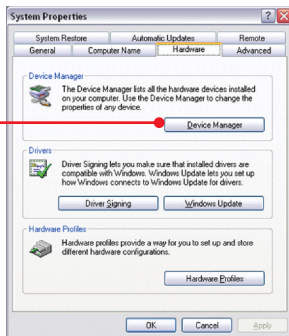 System Properties
System Restore Automatic Updates Remote
General Computer Name Hardware Advanced
Device Manager
The Device Manager lists all the hardware devices installed
on your computer. Use the Device Manager to change the
properties of any device.
Device Manager
Drivers
Driver Signing lets you make sure that installed drivers are
compatible with Windows. Windows Update lets you set up
how Windows connects to Windows Update for drivers.
Driver Signing Windows Update
Hardware Profiles
Hardware profiles provide a way for you to set up and store
different hardware configurations.
Hardware Profiles
OK Cancel Apply